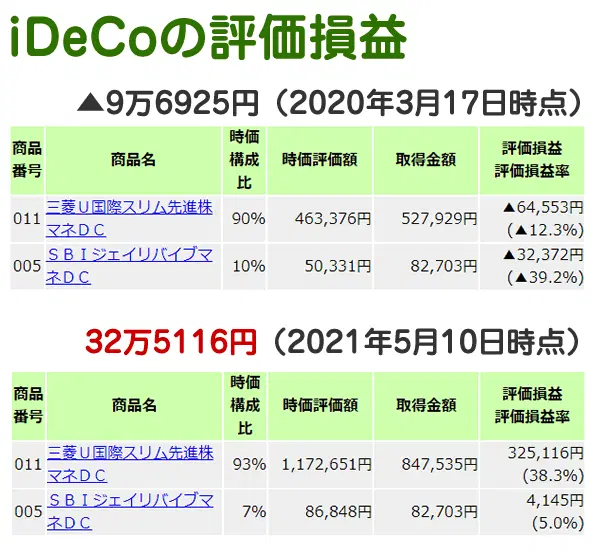 iDeCoの評価損益
▲9万6925円（2020年3月17日時点）
商品番号 商品名 時価構成比 時価評価額 取得金額 評価損益 評価損益率
011 三菱Ｕ国際スリム先進株マネＤＣ 90% 463,376円 527,929円 ▲64,553円 (▲12.3%)
005 ＳＢＩジェイリバイブマネＤＣ 10% 50,331円 82,703円 ▲32,372円 (▲39.2%)
32万5116円（2021年5月10日時点）
商品番号 商品名 時価構成比 時価評価額 取得金額 評価損益 評価損益率
011 三菱Ｕ国際スリム先進株マネＤＣ 93% 1,172,651円 847,535円 325,116円 (38.3%)
005 ＳＢＩジェイリバイブマネＤＣ 7% 86,848円 82,703円 4,145円 (5.0%)